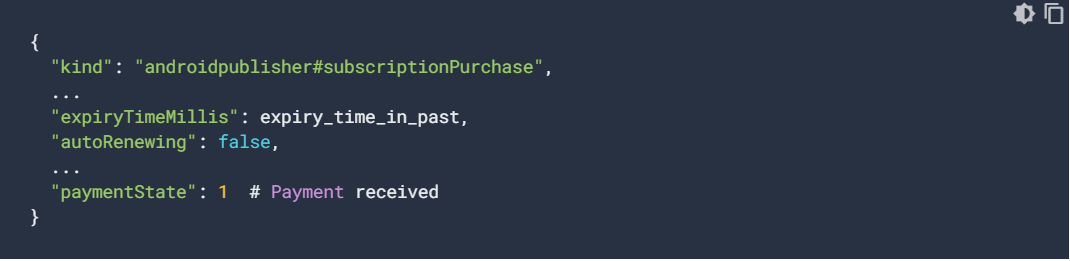 {
"kind": "androidpublisher#subscriptionPurchase",
...
"expiryTimeMillis": expiry_time_in_past,
"autoRenewing": false,
...
"paymentState": 1  # Payment received
}